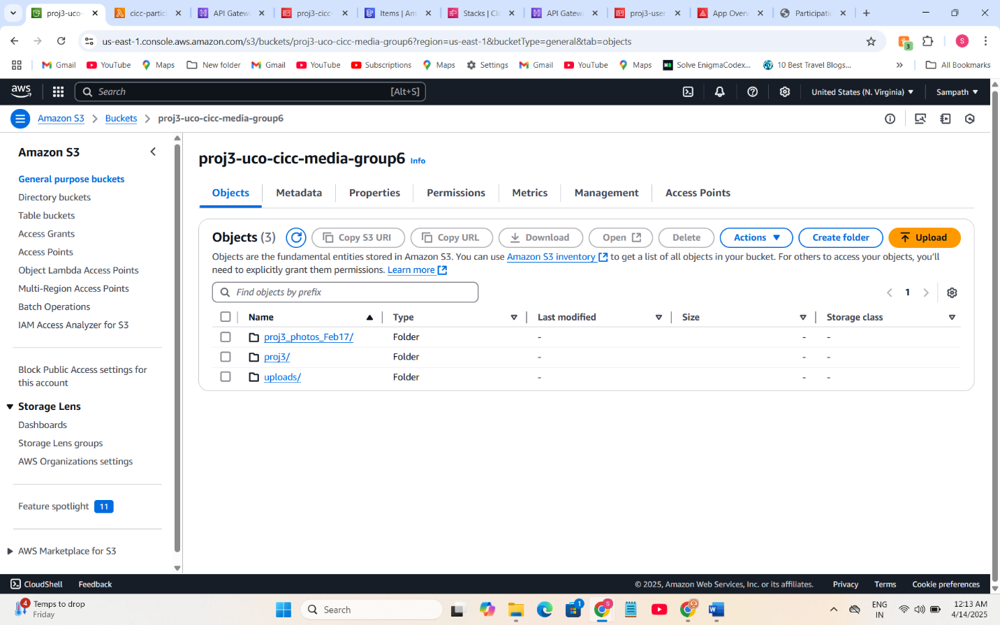 proj3-uco-
cicc-partici
API Gatew
proj3-cicc-
Items | Am
Stacks | Clo
API Gatew
proj3-user
App Overv
Participatio
us-east-1.console.aws.amazon.com/s3/buckets/proj3-uco-cicc-media-group6?region=us-east-1&bucketType=general&tab=objects
3
S
Gmail
YouTube
Maps
New folder
Gmail
YouTube
Subscriptions
Maps
Settings
Gmail
YouTube
Maps
Solve EnigmaCodex...
10 Best Travel Blogs...
»
All Bookmarks
aws
Search
[Alt+S]
United States (N. Virginia)
Sampath
Amazon S3
Buckets
proj3-uco-cicc-media-group6
Amazon S3
General purpose buckets
Directory buckets
Table buckets
Access Grants
Access Points
Object Lambda Access Points
Multi-Region Access Points
Batch Operations
IAM Access Analyzer for S3
Block Public Access settings for
this account
Storage Lens
Dashboards
Storage Lens groups
AWS Organizations settings
Feature spotlight 11
AWS Marketplace for S3
proj3-uco-cicc-media-group6 Info
Objects
Metadata
Properties
Permissions
Metrics
Management
Access Points
Objects (3)
Copy S3 URI
Copy URL
Download
Open
Delete
Actions
Create folder
Upload
Objects are the fundamental entities stored in Amazon S3. You can use Amazon S3 inventory to get a list of all objects in your bucket. For others to access your objects, you'll
need to explicitly grant them permissions. Learn more
Find objects by prefix
1
Name Type Last modified Size Storage class
proj3_photos_Feb17/ Folder - - -
proj3/ Folder - - -
uploads/ Folder - - -
CloudShell
Feedback
© 2025, Amazon Web Services, Inc. or its affiliates.
Privacy
Terms
Cookie preferences
4
Temps to drop
Friday
Search
1
S
ENG
IN
12:13 AM
4/14/2025